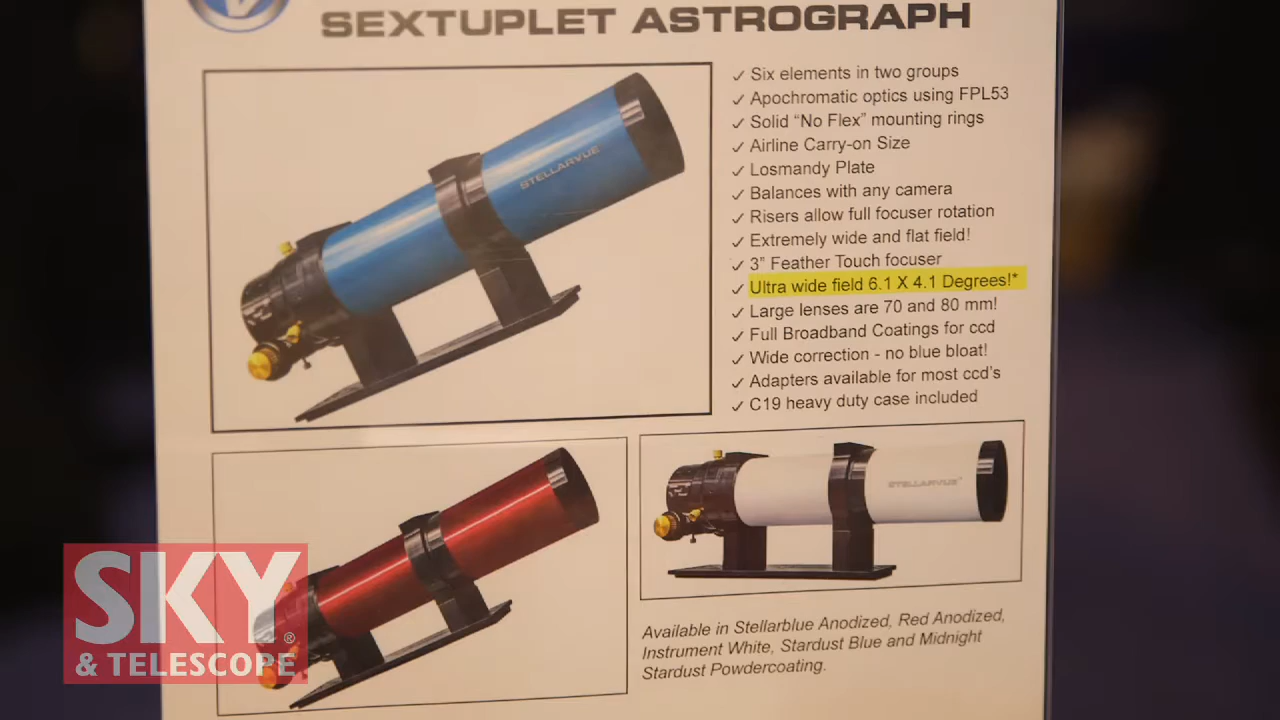 SEXTUPLET ASTROGRAPH
✓ Six elements in two groups
✓ Apochromatic optics using FPL53
✓ Solid “No Flex” mounting rings
✓ Airline Carry-on Size
✓ Losmandy Plate
✓ Balances with any camera
✓ Risers allow full focuser rotation
✓ Extremely wide and flat field!
✓ 3” Feather Touch focuser
✓ Ultra wide field 6.1 X 4.1 Degrees!*
✓ Large lenses are 70 and 80 mm!
✓ Full Broadband Coatings for ccd
✓ Wide correction - no blue bloat!
✓ Adapters available for most ccd's
✓ C19 heavy duty case included
STELLARVUE
STELLARVUE™
Available in Stellarblue Anodized, Red Anodized,
Instrument White, Stardust Blue and Midnight
Stardust Powdercoating.
SKY®
& TELESCOPE